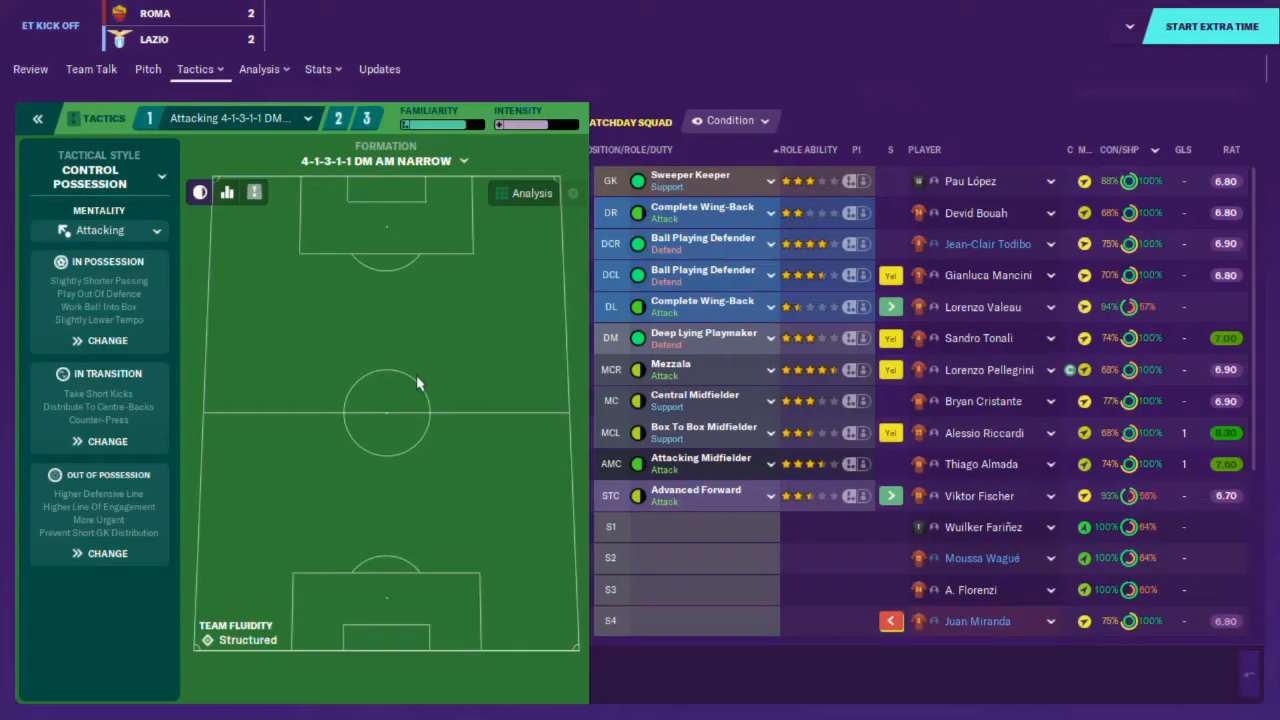 ET KICK OFF
ROMA 2
LAZIO 2
START EXTRA TIME
Review Team Talk Pitch Tactics Analysis Stats Updates
TACTICS 1 Attacking 4-1-3-1-1 DM... 2 3
FAMILIARITY
INTENSITY
TACTICAL STYLE
CONTROL
POSSESSION
MENTALITY
Attacking
IN POSSESSION
Slightly Shorter Passing
Play Out Of Defence
Work Ball Into Box
Slightly Lower Tempo
CHANGE
IN TRANSITION
Take Short Kicks
Distribute To Centre-Backs
Counter-Press
CHANGE
OUT OF POSSESSION
Higher Defensive Line
Higher Line Of Engagement
More Urgent
Prevent Short GK Distribution
CHANGE
FORMATION
4-1-3-1-1 DM AM NARROW
Analysis
TEAM FLUIDITY
Structured
ATCHDAY SQUAD Condition
OSITION/ROLE/DUTY ROLE ABILITY PI S PLAYER C M... CON/SHP GLS RAT
GK Sweeper Keeper Support Pau López 88% 100% - 6.80
DR Complete Wing-Back Attack Devid Bouah 68% 100% - 6.80
DCR Ball Playing Defender Defend Jean-Clair Todibo 75% 100% - 6.90
DCL Ball Playing Defender Defend Yel Gianluca Mancini 70% 100% - 6.80
DL Complete Wing-Back Attack Lorenzo Valeau 94% 57% -
DM Deep Lying Playmaker Defend Yel Sandro Tonali 74% 100% - 7.00
MCR Mezzala Attack Yel Lorenzo Pellegrini C 68% 100% - 6.90
MC Central Midfielder Support Bryan Cristante 77% 100% - 6.90
MCL Box To Box Midfielder Support Yel Alessio Riccardi 68% 100% 1 8.30
AMC Attacking Midfielder Attack Thiago Almada 74% 100% 1
STC Advanced Forward Attack Viktor Fischer 93% 56% - 6.70
S1 Wuilker Fariñez 100% 64% -
S2 Moussa Wagué 100% 64% -
S3 A. Florenzi 100% 60% -
S4 Juan Miranda 75% 100% - 6.80